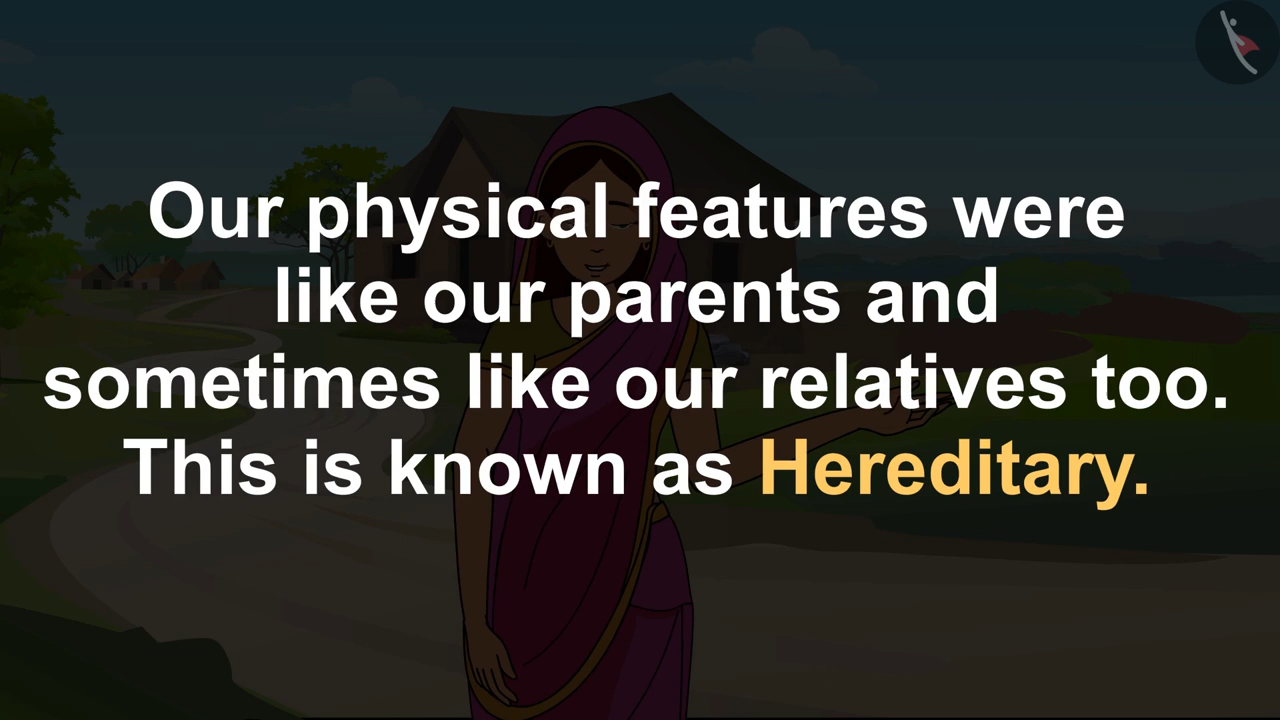 Our physical features were
like our parents and
sometimes like our relatives too.
This is known as Hereditary.